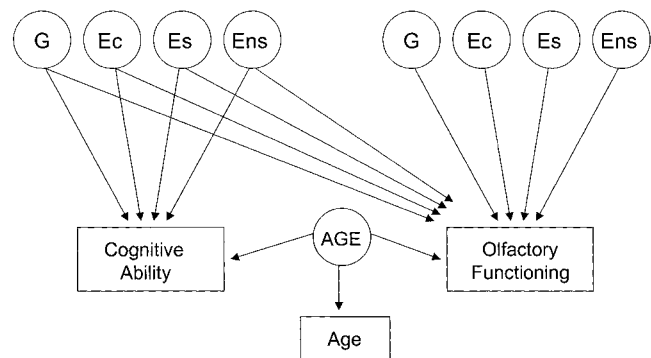 G Ec Es Ens G Ec Es Ens
AGE
Cognitive
Ability
Olfactory
Functioning
Age